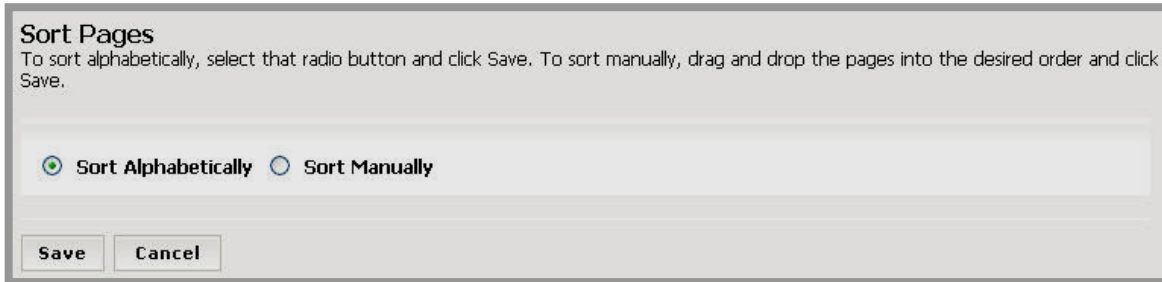 Sort Pages
To sort alphabetically, select that radio button and click Save. To sort manually, drag and drop the pages into the desired order and click
Save.
Sort Alphabetically Sort Manually
Save Cancel